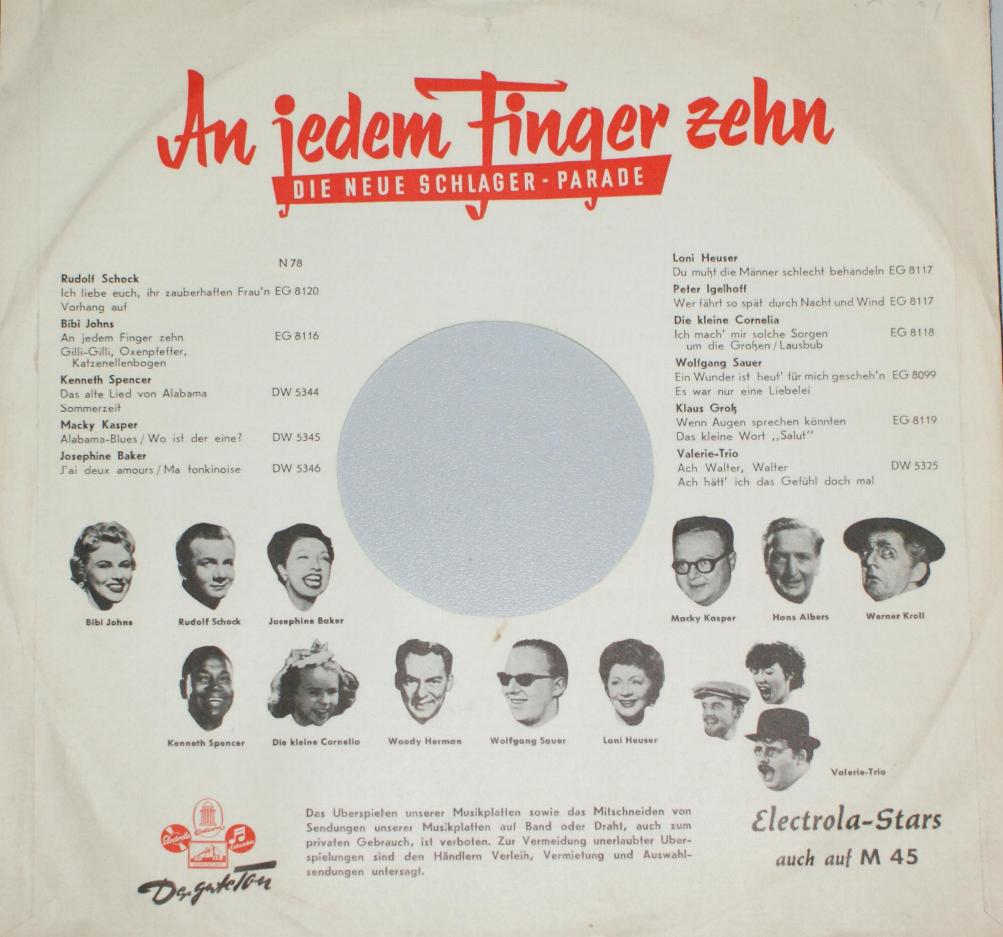 An jedem Finger zehn
DIE NEUE SCHLAGER-PARADE
N 78
Rudolf Schock
Ich liebe euch, ihr zauberhaften Frau'n EG 8120
Vorhang auf
Bibi Johns
An jedem Finger zehn EG 8116
Gilli-Gilli, Oxenpfeffer,
Katzenellenbogen
Kenneth Spencer
Das alte Lied von Alabama DW 5344
Sommerzeit
Macky Kasper
Alabama-Blues / Wo ist der eine? DW 5345
Josephine Baker
J'ai deux amours / Ma tonkinoise DW 5346
Loni Heuser
Du mußt die Männer schlecht behandeln EG 8117
Peter Igelhoff
Wer fährt so spät durch Nacht und Wind EG 8117
Die kleine Cornelia
Ich mach' mir solche Sorgen EG 8118
um die Großen / Lausbub
Wolfgang Sauer
Ein Wunder ist heut' für mich gescheh'n EG 8099
Es war nur eine Liebelei
Klaus Groß
Wenn Augen sprechen könnten EG 8119
Das kleine Wort „Salut"
Valerie-Trio
Ach Walter, Walter DW 5325
Ach hätt' ich das Gefühl doch mal
Bibi Johns
Rudolf Schock
Josephine Baker
Macky Kasper
Hans Albers
Werner Kroll
Kenneth Spencer
Die kleine Cornelia
Woody Herman
Wolfgang Sauer
Loni Heuser
Valerie-Trio
Electrola
Odeon
Columbia
Der gute Ton
Das Überspielen unserer Musikplatten sowie das Mitschneiden von
Sendungen unserer Musikplatten auf Band oder Draht, auch zum
privaten Gebrauch, ist verboten. Zur Vermeidung unerlaubter Über-
spielungen sind den Händlern Verleih, Vermietung und Auswahl-
sendungen untersagt.
Electrola-Stars
auch auf M 45